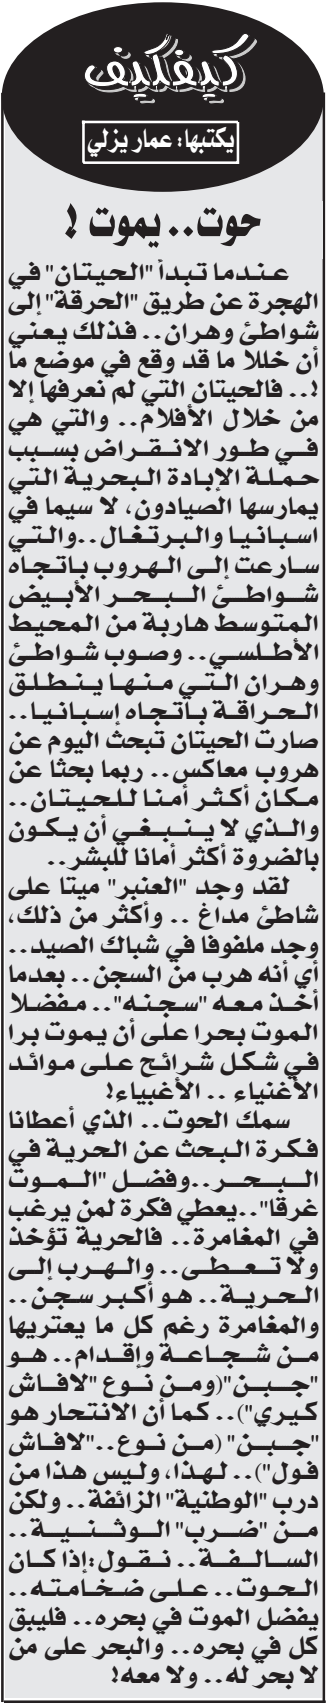 كيفكيف
يكتبها: عمار يزلي
حوت.. يموت !
عندما تبدأ "الحيتان" في
الهجرة عن طريق "الحرقة" إلى
شواطئ وهران.. فذلك يعني
أن خللا ما قد وقع في موضع ما
!.. فالحيتان التي لم نعرفها إلا
من خلال الأفلام.. والتي هي
في طور الانقراض بسبب
حملة الإبادة البحرية التي
يمارسها الصيادون، لا سيما في
اسبانيا والبرتغال..والتي
سارعت إلى الهروب باتجاه
شواطئ البحر الأبيض
المتوسط هاربة من المحيط
الأطلسي.. وصوب شواطئ
وهران التي منها ينطلق
الحراقة باتجاه إسبانيا..
صارت الحيتان تبحث اليوم عن
هروب معاكس.. ربما بحثا عن
مكان أكثر أمنا للحيتان..
والذي لا ينبغي أن يكون
بالضروة أكثر أمانا للبشر..
لقد وجد "العنبر" ميتا على
شاطئ مداغ .. وأكثر من ذلك،
وجد ملفوفا في شباك الصيد..
أي أنه هرب من السجن.. بعدما
أخذ معه "سجنه".. مفضلا
الموت بحرا على أن يموت برا
في شكل شرائح على موائد
الأغنياء .. الأغبياء!
سمك الحوت.. الذي أعطانا
فكرة البحث عن الحرية في
البحر..وفضل "الموت
غرقا"..يعطي فكرة لمن يرغب
في المغامرة.. فالحرية تؤخذ
ولا تعطى.. والهرب إلى
الحرية.. هو أكبر سجن..
والمغامرة رغم كل ما يعتريها
من شجاعة وإقدام.. هو
"جبن"(ومن نوع "لافاش
كيري").. كما أن الانتحار هو
"جبن" (من نوع.."لافاش
فول").. لهذا، وليس هذا من
درب "الوطنية" الزائفة.. ولكن
من "ضرب" الوثنية..
السالفة.. نقول :إذا كان
الحوت.. على ضخامته..
يفضل الموت في بحره.. فليبق
كل في بحره.. والبحر على من
لا بحر له.. ولا معه!